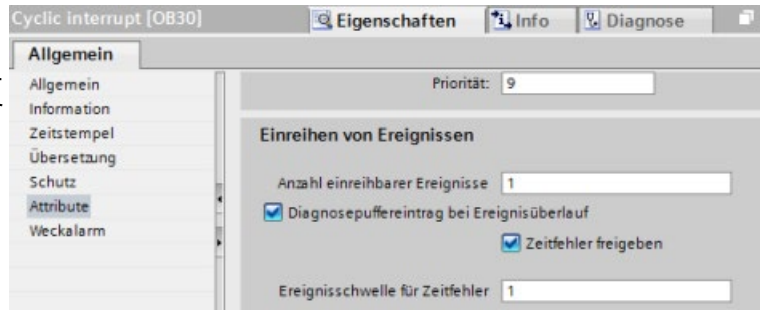 Cyclic interrupt [OB30]
Eigenschaften
Info
Diagnose
Allgemein
Allgemein
Information
Zeitstempel
Übersetzung
Schutz
Attribute
Weckalarm
Priorität: 9
Einreihen von Ereignissen
Anzahl einreihbarer Ereignisse 1
Diagnosepuffereintrag bei Ereignisüberlauf
Zeitfehler freigeben
Ereignisschwelle für Zeitfehler 1